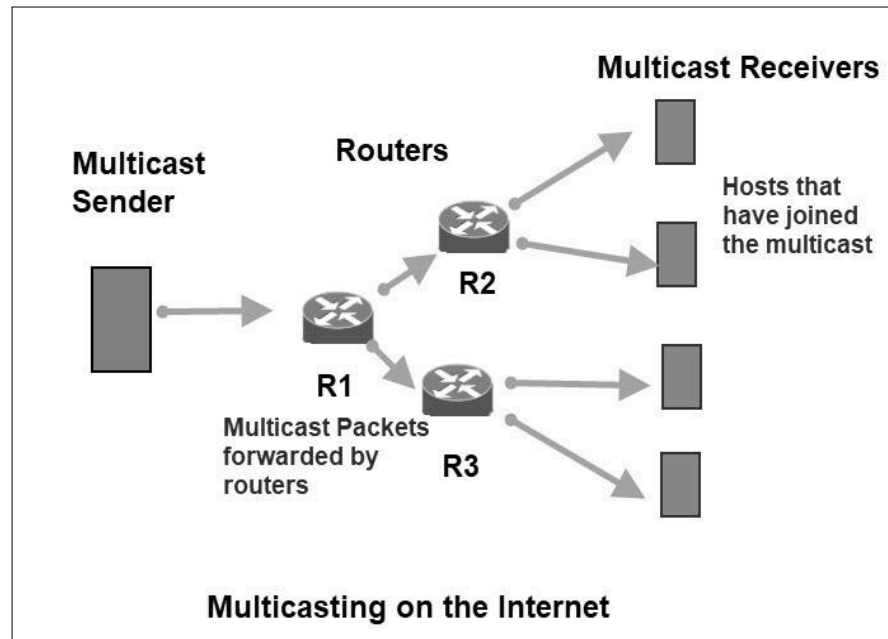 Multicast Receivers
Multicast
Sender
Routers
Hosts that
have joined
the multicast
R2
R1
Multicast Packets
forwarded by
routers
R3
Multicasting on the Internet